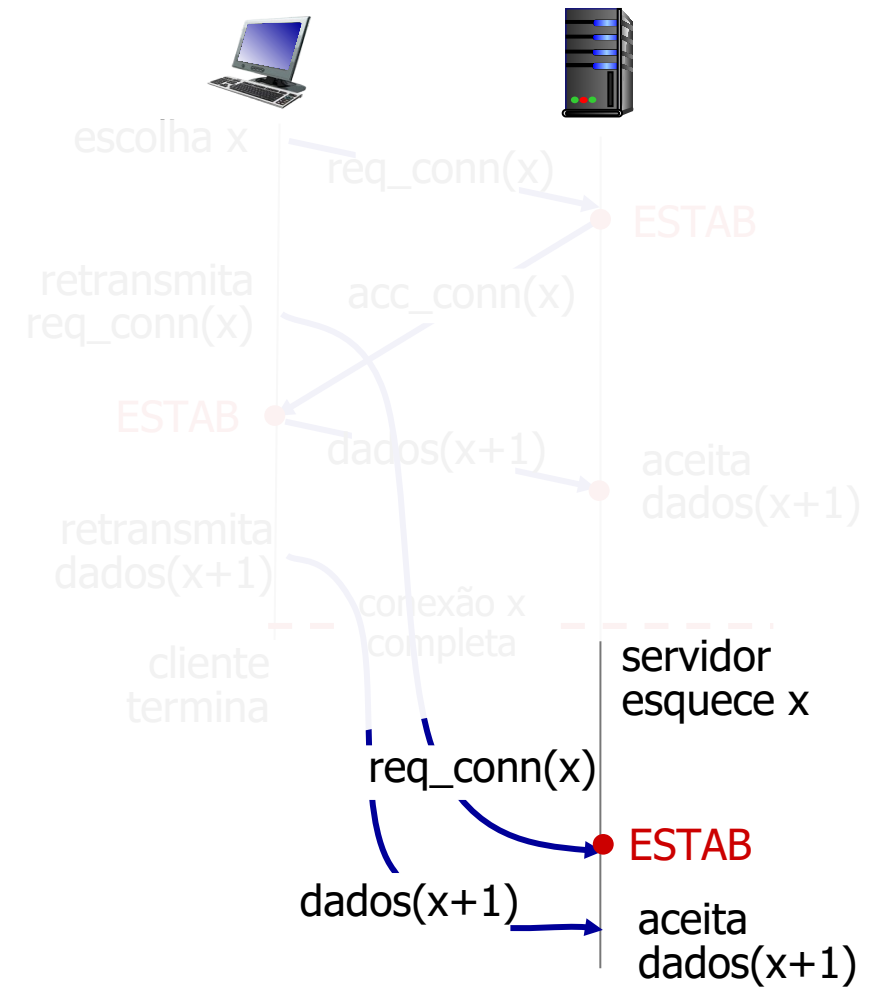 escolha x
req_conn(x)
ESTAB
retransmita
req_conn(x)
acc_conn(x)
ESTAB
dados(x+1)
aceita
dados(x+1)
retransmita
dados(x+1)
conexão x
completa
cliente
termina
servidor
esquece x
req_conn(x)
ESTAB
dados(x+1)
aceita
dados(x+1)